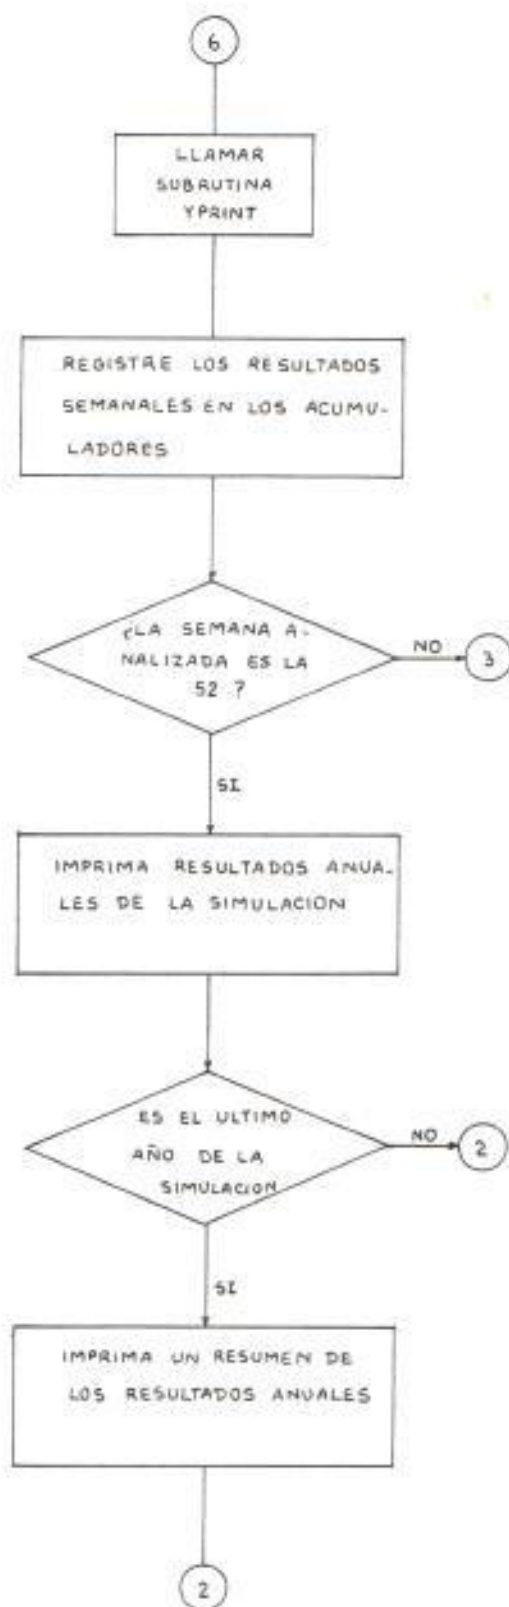 6
LLAMAR
SUBRUTINA
YPRINT
REGISTRE LOS RESULTADOS
SEMANALES EN LOS ACUMU-
LADORES
¿LA SEMANA A-
NALIZADA ES LA
52 ?
NO
3
SI
IMPRIMA RESULTADOS ANUA-
LES DE LA SIMULACION
ES EL ULTIMO
AÑO DE LA
SIMULACION
NO
2
SI
IMPRIMA UN RESUMEN DE
LOS RESULTADOS ANUALES
2